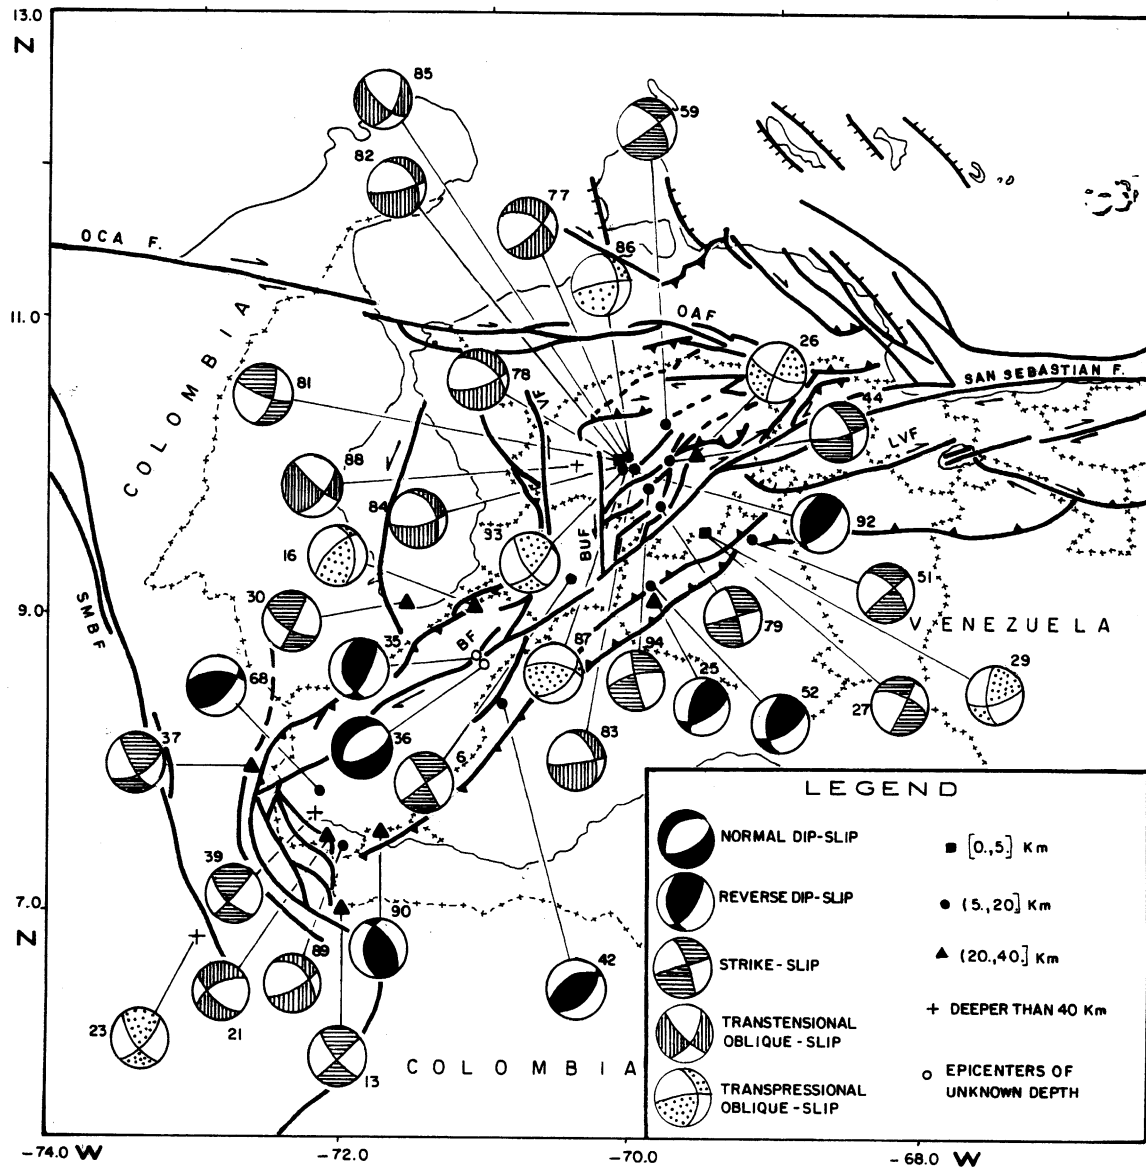 13.0
N
85
59
82
77
OCA F.
86
COLOMBIA
11.0
OAF
26
SAN SEBASTIAN F.
78
81
VF
44
LVF
88
84
92
93
16
BUF
51
SMBF
30
9.0
VENEZUELA
35
BF
79
87
94
29
68
25
52
27
37
36
6
83
39
7.0
N
90
89
42
23
21
13
COLOMBIA
LEGEND
NORMAL DIP-SLIP
[0.,5.] Km
REVERSE DIP-SLIP
(5.,20.] Km
STRIKE-SLIP
(20.,40.] Km
TRANSTENSIONAL
OBLIQUE-SLIP
DEEPER THAN 40 Km
TRANSPRESSIONAL
OBLIQUE-SLIP
EPICENTERS OF
UNKNOWN DEPTH
-74.0 W
-72.0
-70.0
-68.0 W